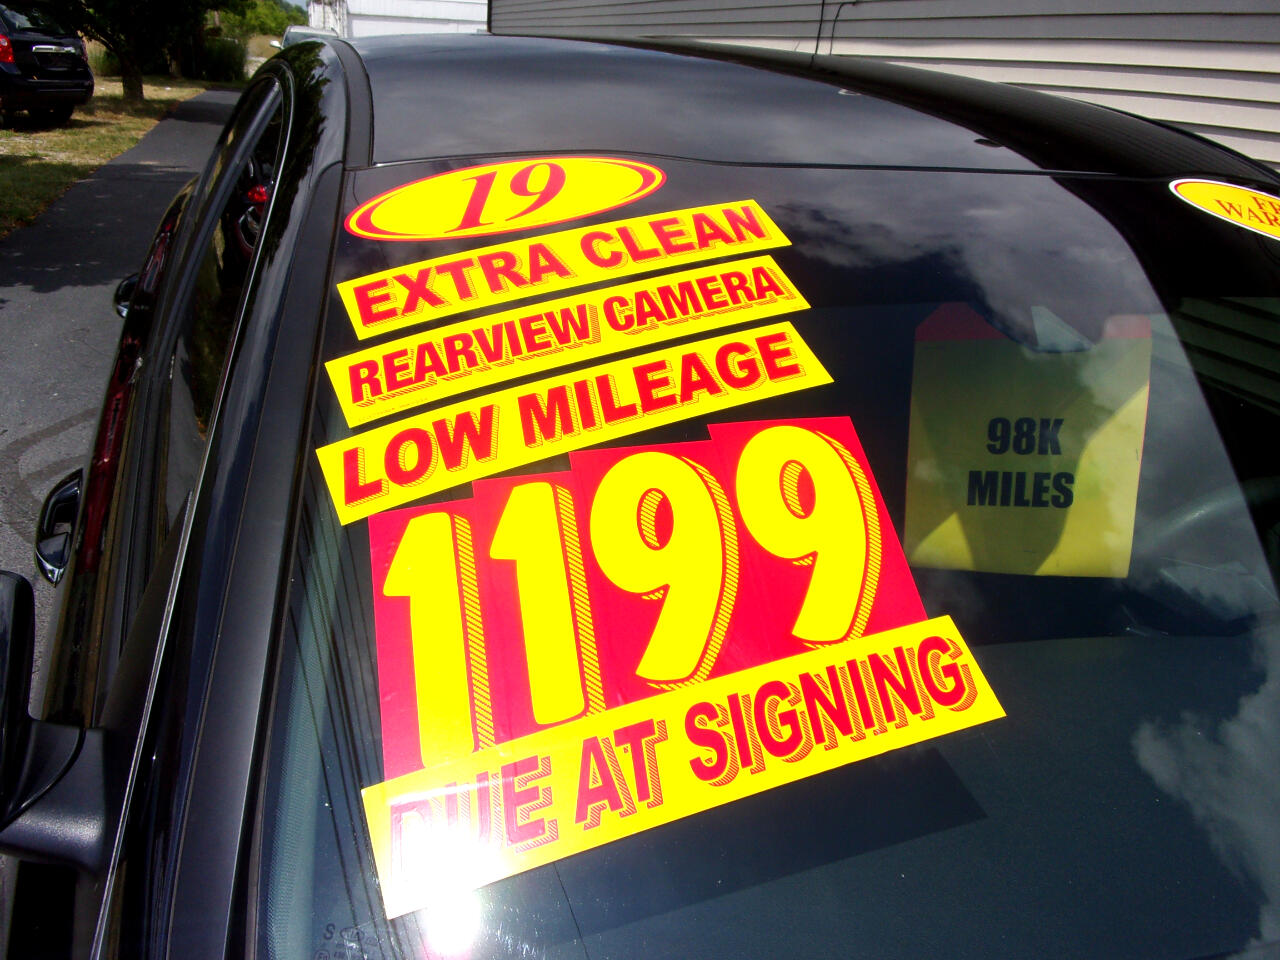 19
EXTRA CLEAN
REARVIEW CAMERA
LOW MILEAGE
1199
DUE AT SIGNING
98K
MILES